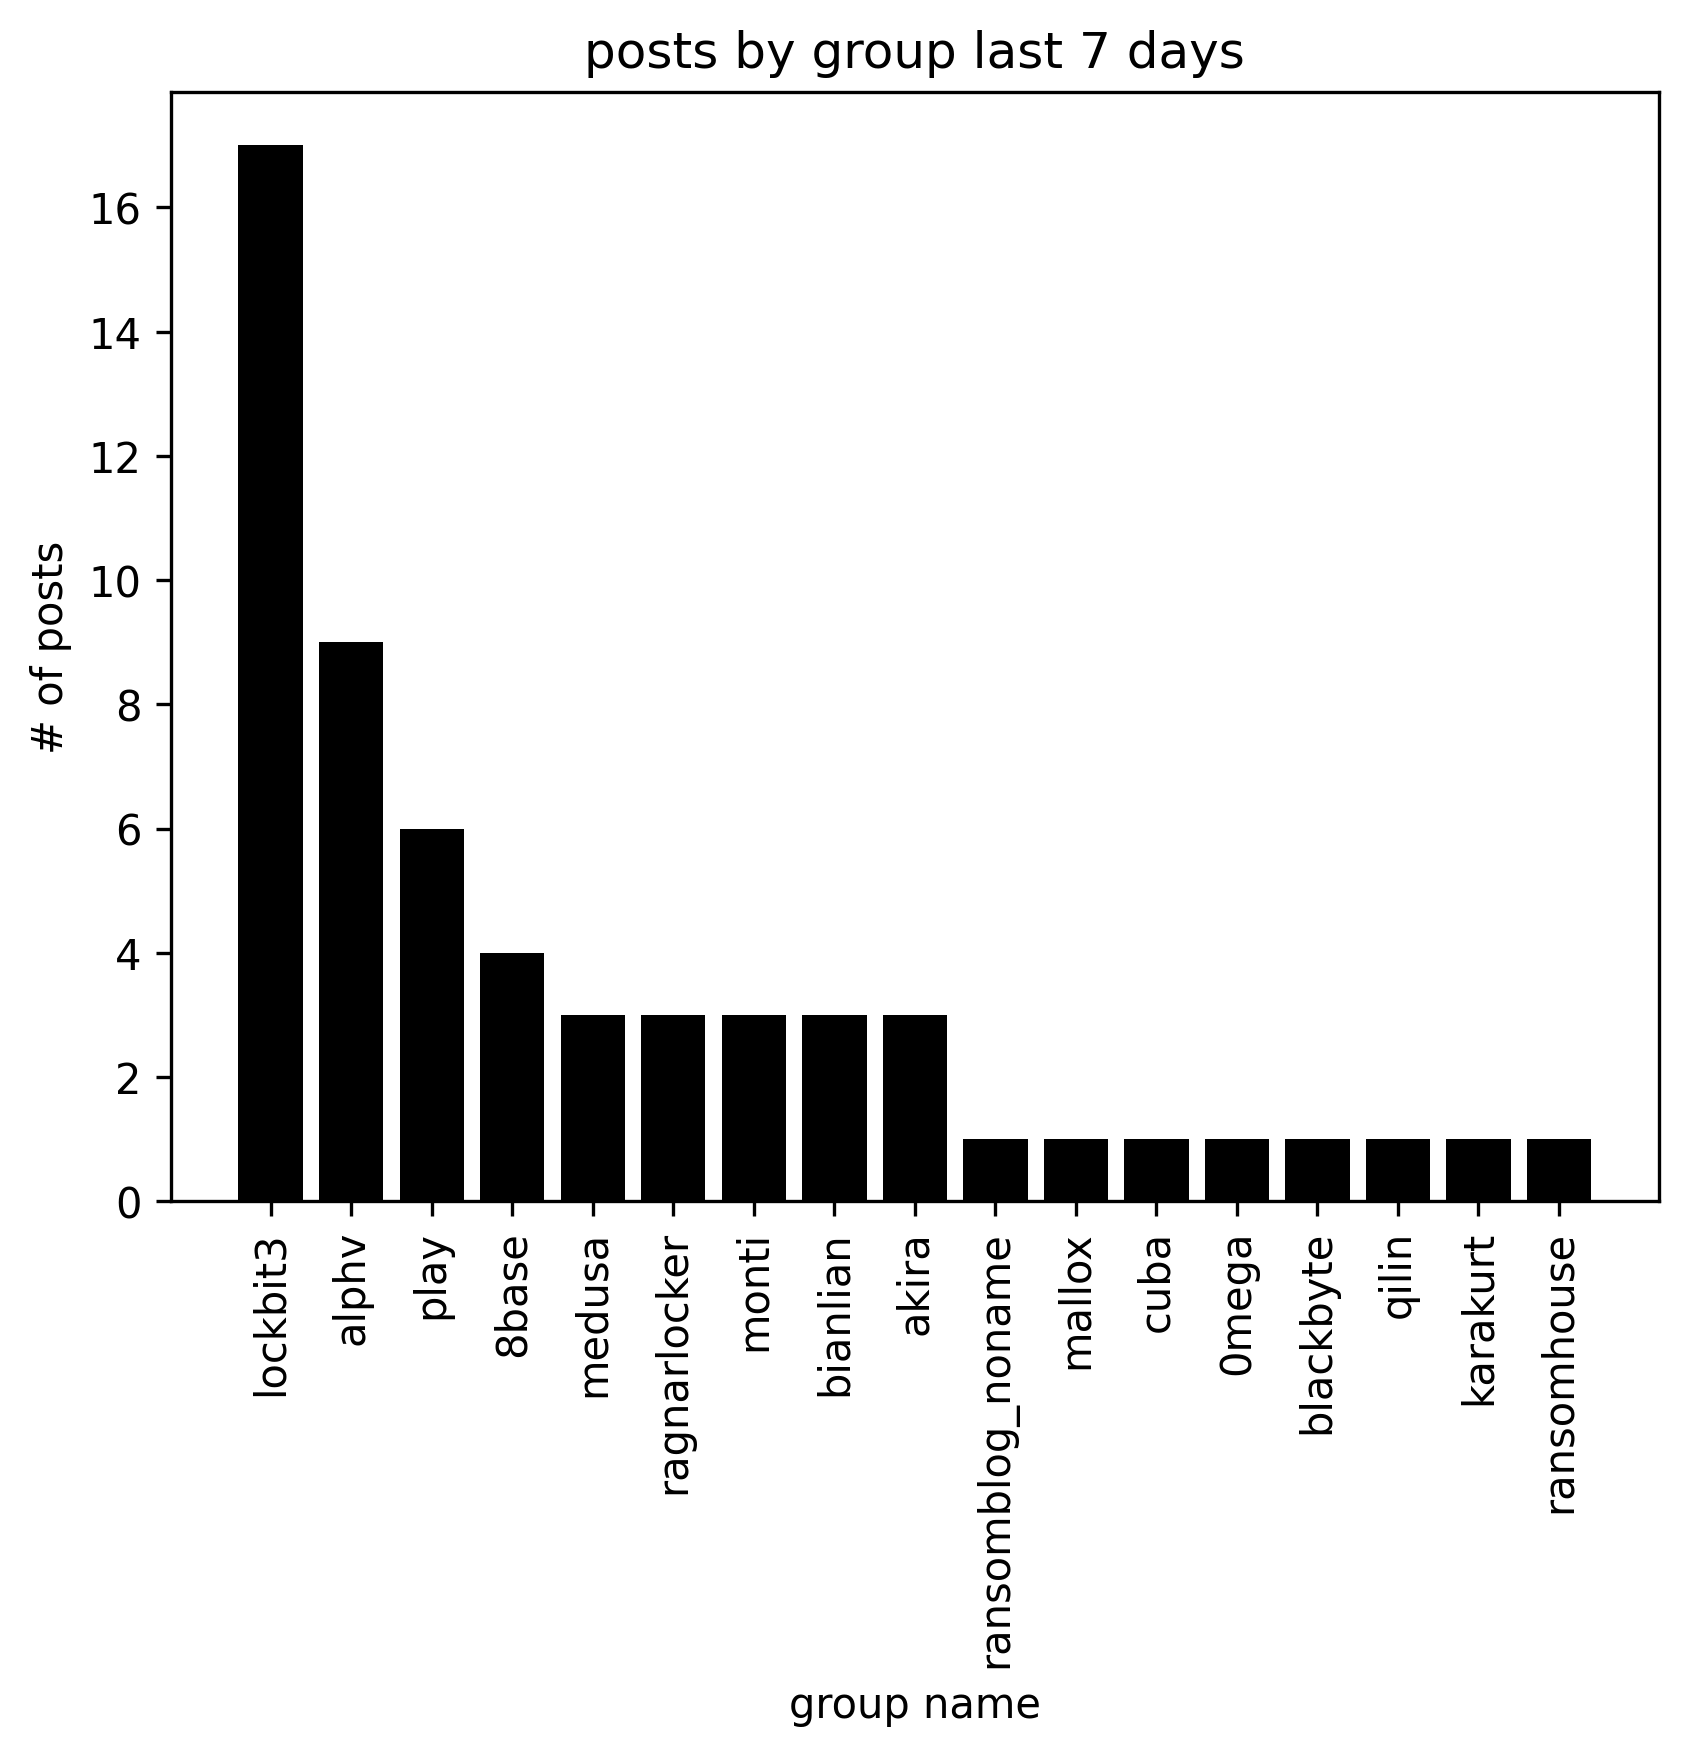 posts by group last 7 days
16
14
12
10
8
6
4
2
0
# of posts
lockbit3
alphv
play
8base
medusa
ragnarlocker
monti
bianlian
akira
ransomblog_noname
mallox
cuba
0mega
blackbyte
qilin
karakurt
ransomhouse
group name